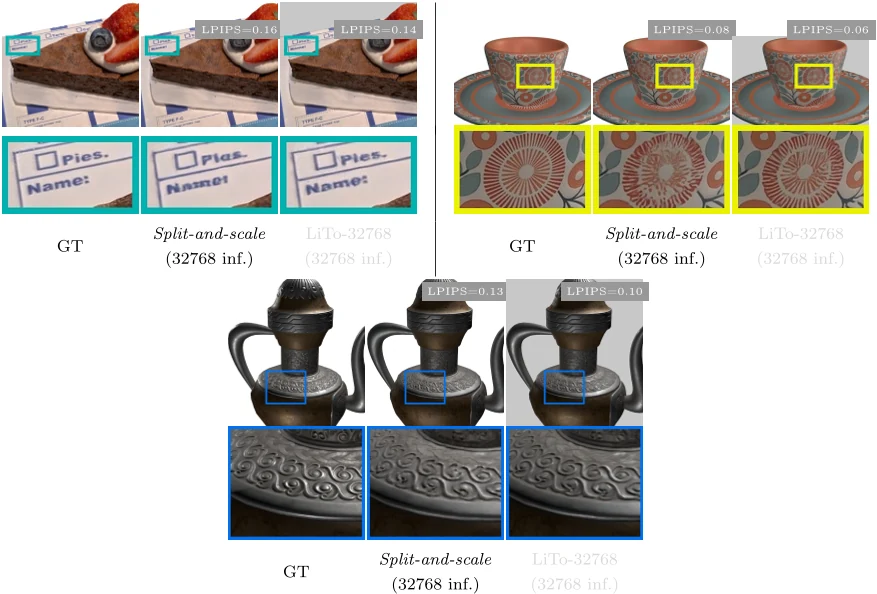 LPIPS=0.16
LPIPS=0.14
Pies.
Name:
Plas.
Name:
Pies.
Name:
GT
Split-and-scale
(32768 inf.)
LiTo-32768
(32768 inf.)
LPIPS=0.08
LPIPS=0.06
GT
Split-and-scale
(32768 inf.)
LiTo-32768
(32768 inf.)
LPIPS=0.13
LPIPS=0.10
GT
Split-and-scale
(32768 inf.)
LiTo-32768
(32768 inf.)